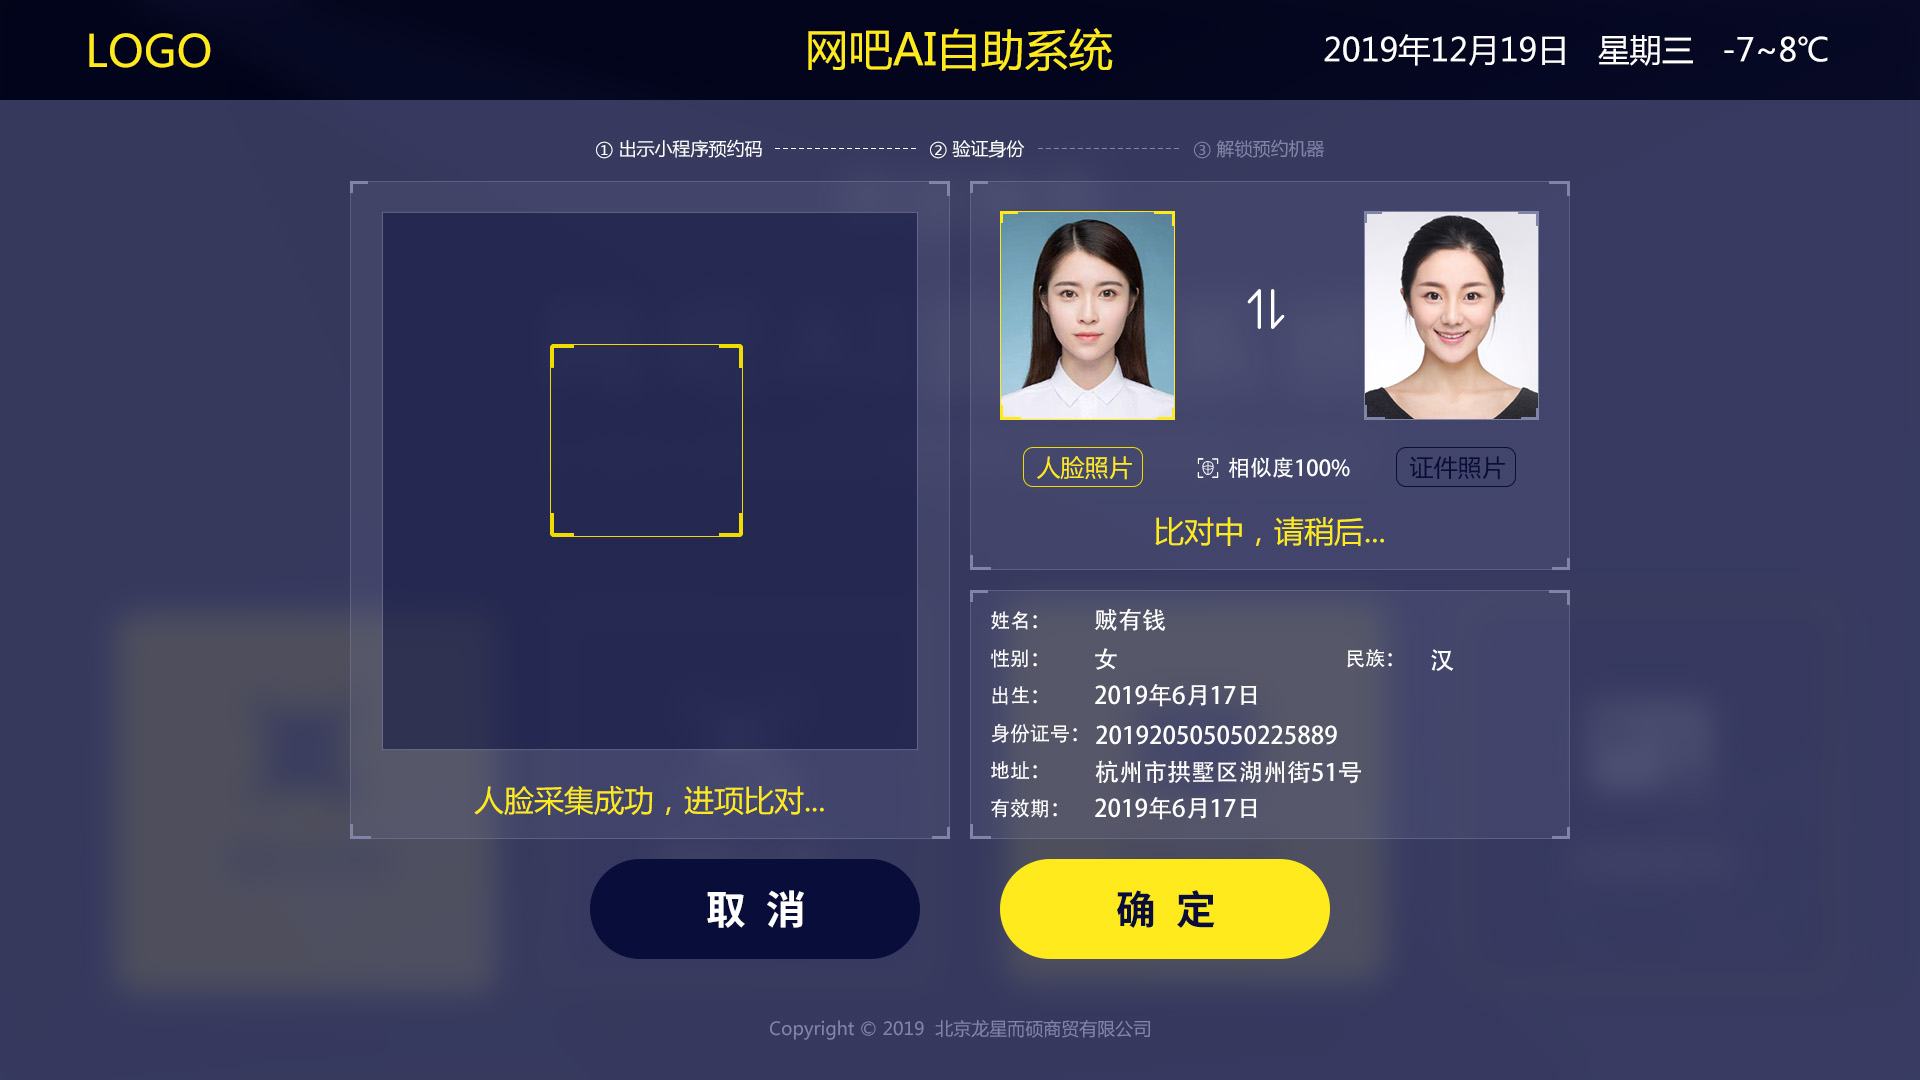 LOGO
网吧AI自助系统
2019年12月19日 星期三 -7~8℃
① 出示小程序预约码 ② 验证身份 ③ 解锁预约机器
人脸采集成功，进项比对...
人脸照片
相似度100%
证件照片
比对中，请稍后...
姓名： 贼有钱
性别： 女 民族： 汉
出生： 2019年6月17日
身份证号： 201920505050225889
地址： 杭州市拱墅区湖州街51号
有效期： 2019年6月17日
取 消
确 定
Copyright © 2019 北京龙星而硕商贸有限公司